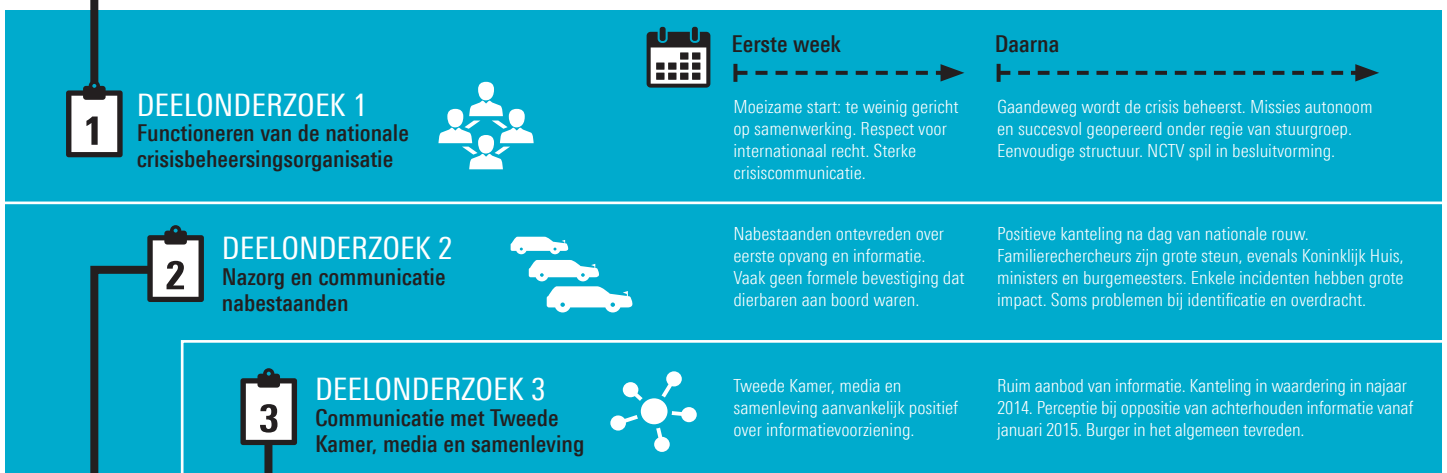 Eerste week
Daarna
1
DEELONDERZOEK 1
Functioneren van de nationale
crisisbeheersingsorganisatie
Moeizame start: te weinig gericht
op samenwerking. Respect voor
internationaal recht. Sterke
crisiscommunicatie.
Gaandeweg wordt de crisis beheerst. Missies autonoom
en succesvol geopereerd onder regie van stuurgroep.
Eenvoudige structuur. NCTV spil in besluitvorming.
2
DEELONDERZOEK 2
Nazorg en communicatie
nabestaanden
Nabestaanden ontevreden over
eerste opvang en informatie.
Vaak geen formele bevestiging dat
dierbaren aan boord waren.
Positieve kanteling na dag van nationale rouw.
Familierechercheurs zijn grote steun, evenals Koninklijk Huis,
ministers en burgemeesters. Enkele incidenten hebben grote
impact. Soms problemen bij identificatie en overdracht.
3
DEELONDERZOEK 3
Communicatie met Tweede
Kamer, media en samenleving
Tweede Kamer, media en
samenleving aanvankelijk positief
over informatievoorziening.
Ruim aanbod van informatie. Kanteling in waardering in najaar
2014. Perceptie bij oppositie van achterhouden informatie vanaf
januari 2015. Burger in het algemeen tevreden.